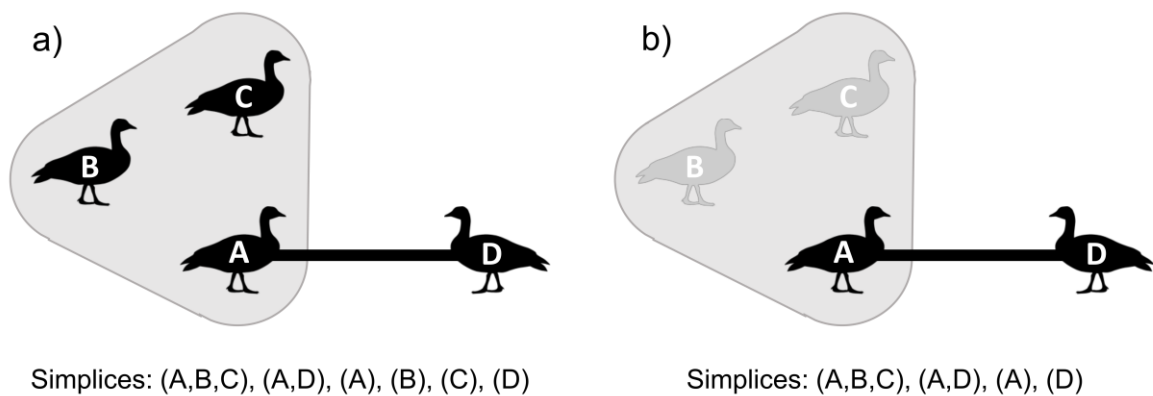 a)
C
B
A
D
Simplices: (A,B,C), (A,D), (A), (B), (C), (D)
b)
C
B
A
D
Simplices: (A,B,C), (A,D), (A), (D)